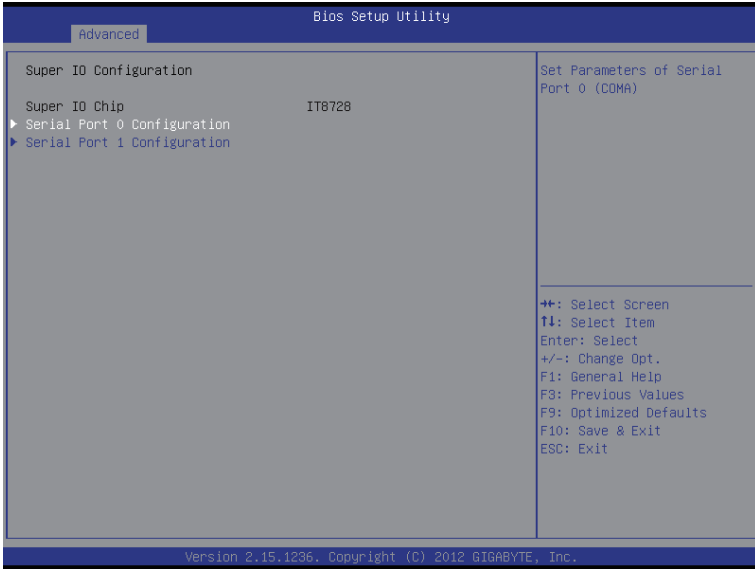 Bios Setup Utility
Advanced
Super IO Configuration
Super IO Chip IT8728
Serial Port 0 Configuration
Serial Port 1 Configuration
Set Parameters of Serial
Port 0 (COMA)
→←: Select Screen
↑↓: Select Item
Enter: Select
+/-: Change Opt.
F1: General Help
F3: Previous Values
F9: Optimized Defaults
F10: Save & Exit
ESC: Exit
Version 2.15.1236. Copyright (C) 2012 GIGABYTE, Inc.